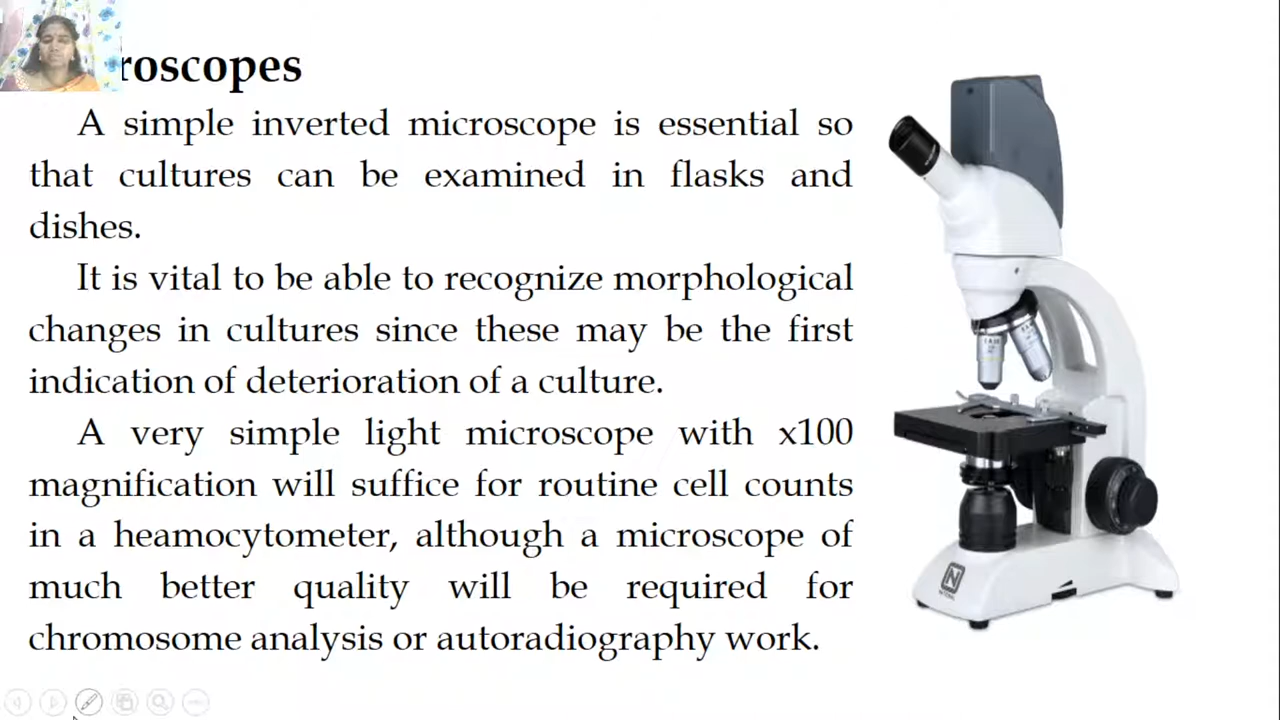 roscopes
A simple inverted microscope is essential so
that cultures can be examined in flasks and
dishes.
It is vital to be able to recognize morphological
changes in cultures since these may be the first
indication of deterioration of a culture.
A very simple light microscope with x100
magnification will suffice for routine cell counts
in a heamocytometer, although a microscope of
much better quality will be required for
chromosome analysis or autoradiography work.
N